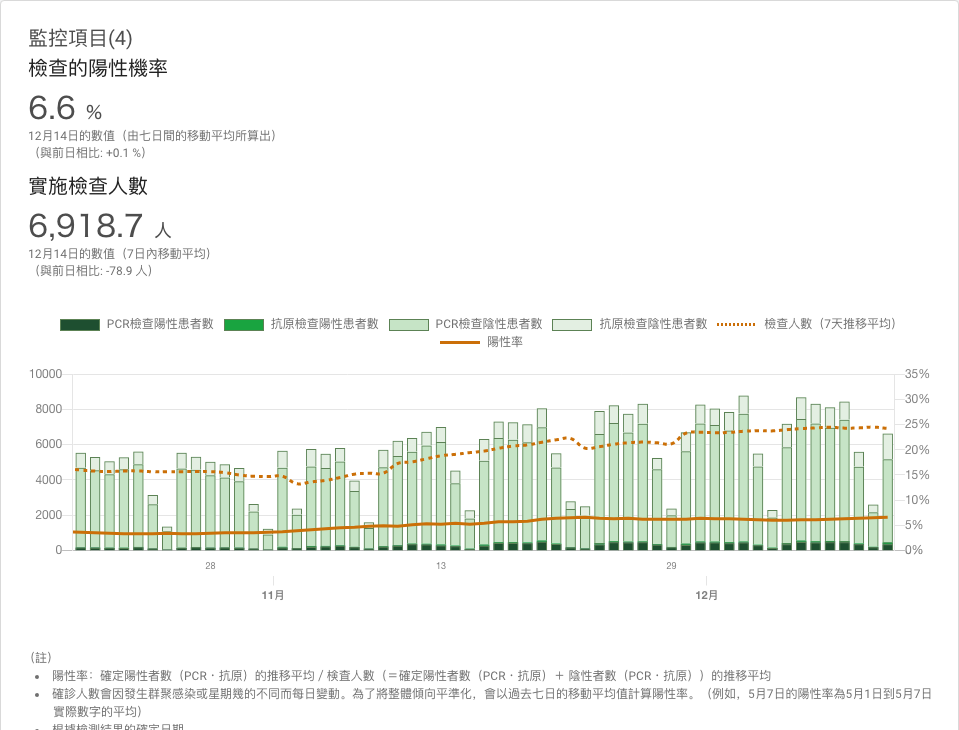 監控項目(4)
檢查的陽性機率
6.6 %
12月14日的數值（由七日間的移動平均所算出）
（與前日相比: +0.1 %）
實施檢查人數
6,918.7 人
12月14日的數值（7日內移動平均）
（與前日相比: -78.9 人）
PCR檢查陽性患者數 抗原檢查陽性患者數 PCR檢查陰性患者數 抗原檢查陰性患者數 檢查人數（7天推移平均）
陽性率
10000 35%
30%
8000
25%
6000 20%
4000 15%
10%
2000
5%
0 0%
28 13 29
11月 12月
（註）
• 陽性率：確定陽性者數（PCR・抗原）的推移平均 / 檢查人數（＝確定陽性者數（PCR・抗原）＋ 陰性者數（PCR・抗原））的推移平均
• 確診人數會因發生群聚感染或星期幾的不同而每日變動。為了將整體傾向平準化，會以過去七日的移動平均值計算陽性率。（例如，5月7日的陽性率為5月1日到5月7日
實際數字的平均）
• 根據檢測結果的確定日期